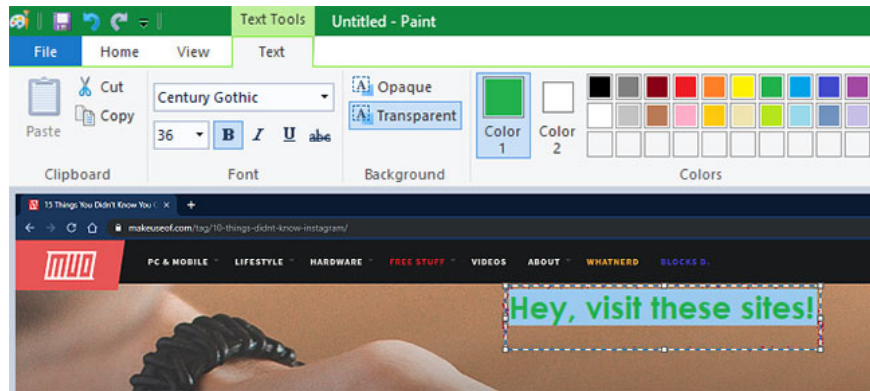 Text Tools Untitled - Paint
File Home View Text
Paste Cut Copy
Clipboard
Century Gothic
36 B I U abc
Font
Opaque
Transparent
Background
Color 1 Color 2
Colors
15 Things You Didn't Know You
makeuseof.com/tag/10-things-didnt-know-instagram/
MUO PC & MOBILE LIFESTYLE HARDWARE FREE STUFF VIDEOS ABOUT WHATNERD BLOCKS D.
Hey, visit these sites!